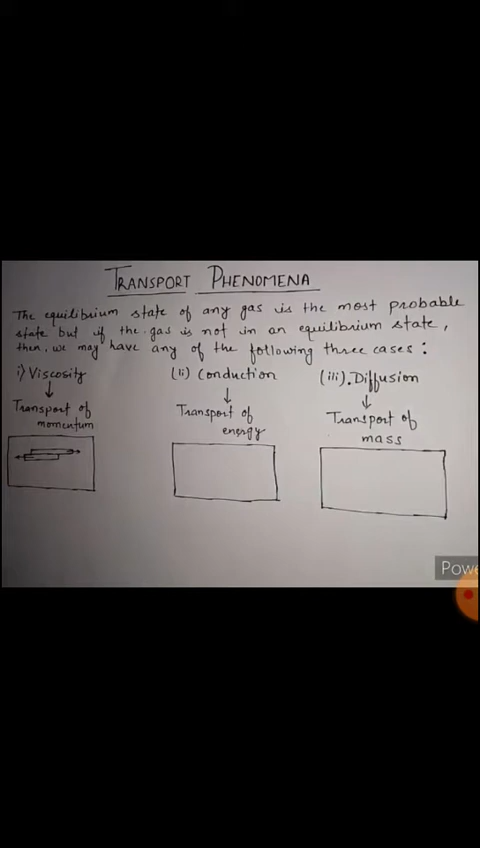 TRANSPORT PHENOMENA
The equilibrium state of any gas is the most probable
state but if the gas is not in an equilibrium state,
then, we may have any of the following three cases:
i) Viscosity (ii) Conduction (iii). Diffusion
Transport of momentum
Transport of energy
Transport of mass
Powe